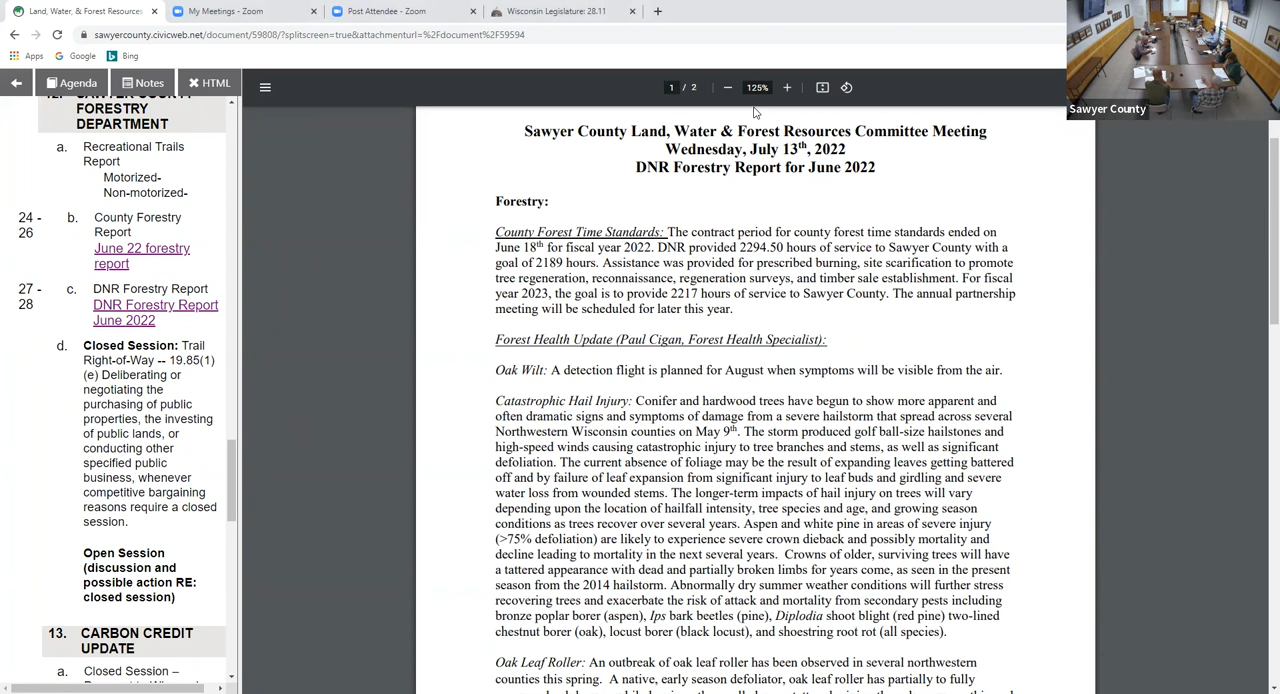 Land, Water, & Forest Resources
My Meetings - Zoom
Post Attendee - Zoom
Wisconsin Legislature: 28.11
sawyercounty.civicweb.net/document/59808/?splitscreen=true&attachmenturl=%2Fdocument%2F59594
Apps
Google
Bing
Agenda
Notes
HTML
1 / 2
125%
Sawyer County
FORESTRY
DEPARTMENT
a. Recreational Trails
Report
Motorized-
Non-motorized-
24 - b. County Forestry
26 Report
June 22 forestry
report
27 - c. DNR Forestry Report
28 DNR Forestry Report
June 2022
d. Closed Session: Trail
Right-of-Way -- 19.85(1)
(e) Deliberating or
negotiating the
purchasing of public
properties, the investing
of public lands, or
conducting other
specified public
business, whenever
competitive bargaining
reasons require a closed
session.
Open Session
(discussion and
possible action RE:
closed session)
13. CARBON CREDIT
UPDATE
a. Closed Session –
Sawyer County Land, Water & Forest Resources Committee Meeting
Wednesday, July 13th, 2022
DNR Forestry Report for June 2022
Forestry:
County Forest Time Standards: The contract period for county forest time standards ended on
June 18th for fiscal year 2022. DNR provided 2294.50 hours of service to Sawyer County with a
goal of 2189 hours. Assistance was provided for prescribed burning, site scarification to promote
tree regeneration, reconnaissance, regeneration surveys, and timber sale establishment. For fiscal
year 2023, the goal is to provide 2217 hours of service to Sawyer County. The annual partnership
meeting will be scheduled for later this year.
Forest Health Update (Paul Cigan, Forest Health Specialist):
Oak Wilt: A detection flight is planned for August when symptoms will be visible from the air.
Catastrophic Hail Injury: Conifer and hardwood trees have begun to show more apparent and
often dramatic signs and symptoms of damage from a severe hailstorm that spread across several
Northwestern Wisconsin counties on May 9th. The storm produced golf ball-size hailstones and
high-speed winds causing catastrophic injury to tree branches and stems, as well as significant
defoliation. The current absence of foliage may be the result of expanding leaves getting battered
off and by failure of leaf expansion from significant injury to leaf buds and girdling and severe
water loss from wounded stems. The longer-term impacts of hail injury on trees will vary
depending upon the location of hailfall intensity, tree species and age, and growing season
conditions as trees recover over several years. Aspen and white pine in areas of severe injury
(>75% defoliation) are likely to experience severe crown dieback and possibly mortality and
decline leading to mortality in the next several years. Crowns of older, surviving trees will have
a tattered appearance with dead and partially broken limbs for years come, as seen in the present
season from the 2014 hailstorm. Abnormally dry summer weather conditions will further stress
recovering trees and exacerbate the risk of attack and mortality from secondary pests including
bronze poplar borer (aspen), Ips bark beetles (pine), Diplodia shoot blight (red pine) two-lined
chestnut borer (oak), locust borer (black locust), and shoestring root rot (all species).
Oak Leaf Roller: An outbreak of oak leaf roller has been observed in several northwestern
counties this spring. A native, early season defoliator, oak leaf roller has partially to fully